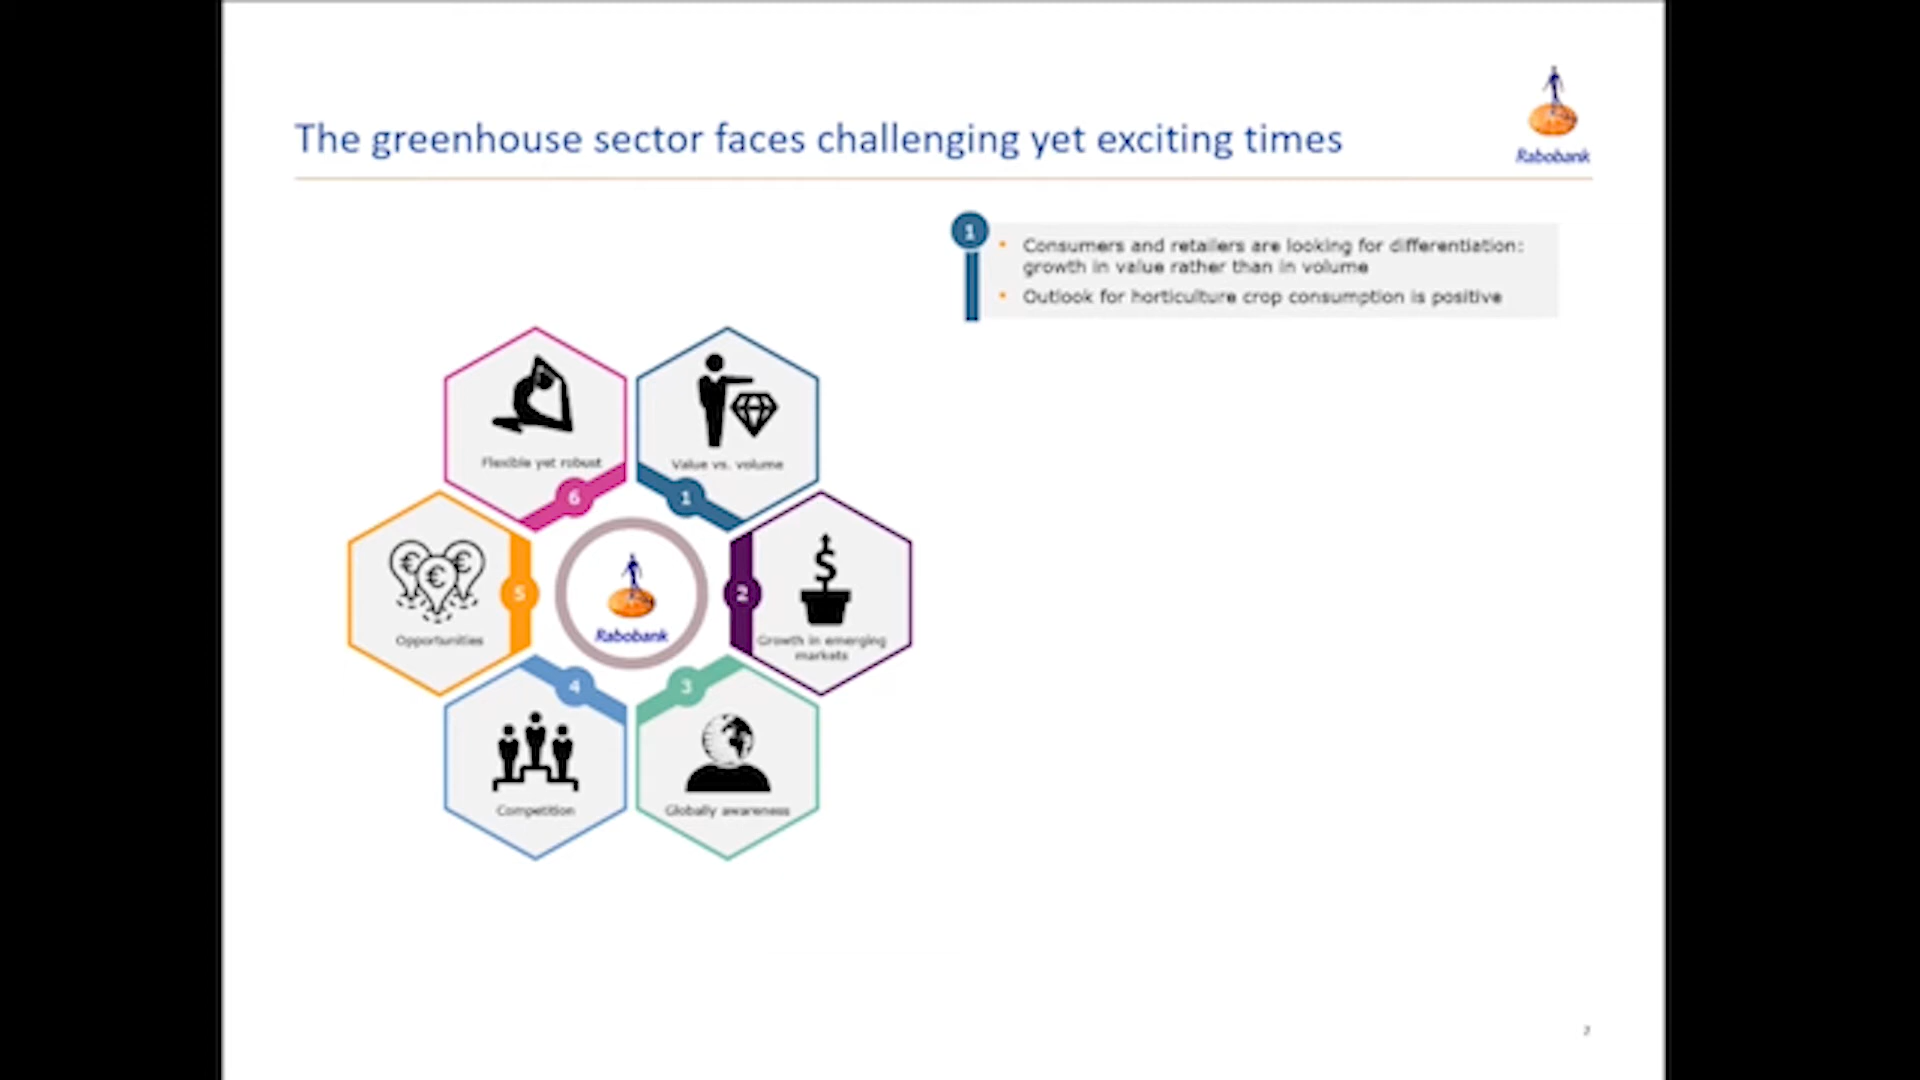 The greenhouse sector faces challenging yet exciting times
Rabobank
1
• Consumers and retailers are looking for differentiation:
growth in value rather than in volume
• Outlook for horticulture crop consumption is positive
Flexible yet robust
6
Value vs. volume
1
Opportunities
5
Rabobank
2
Growth in emerging
markets
4
Competition
3
Globally awareness